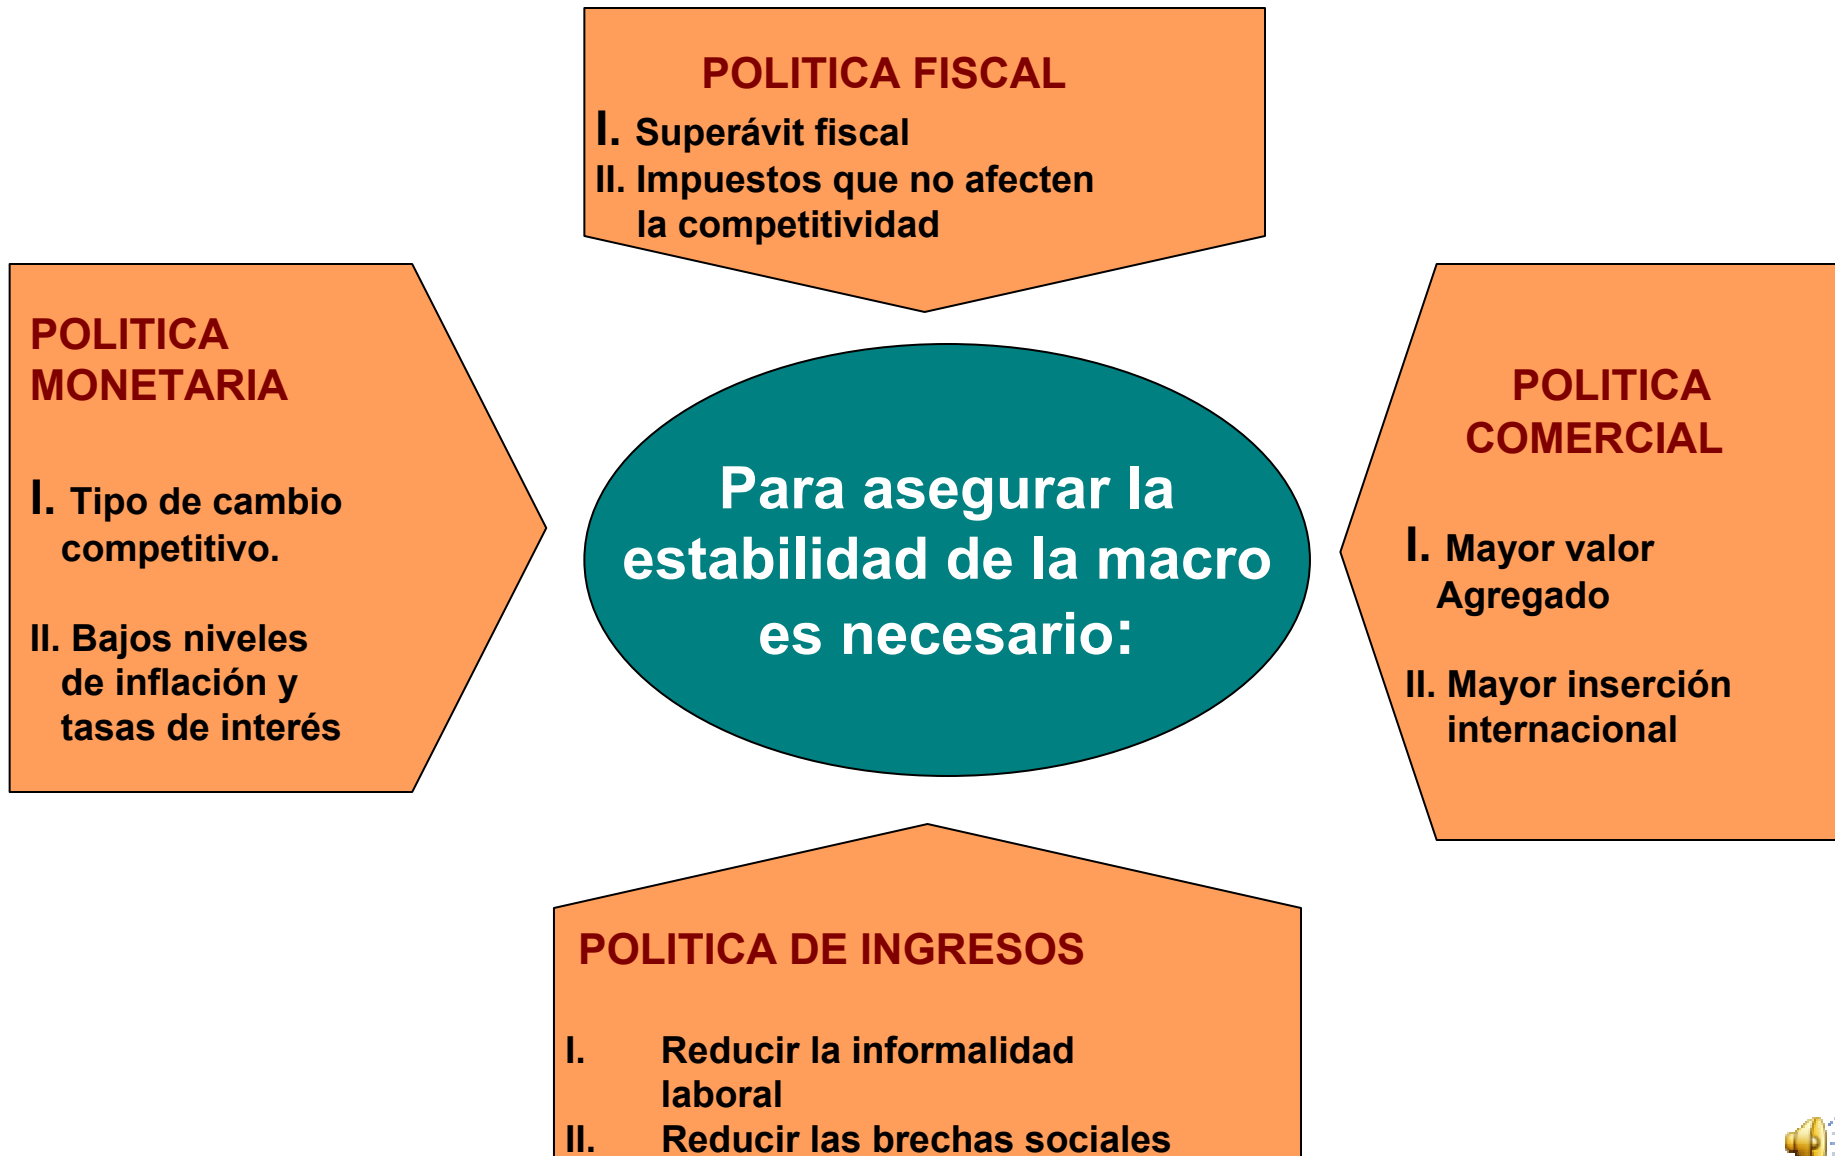 POLITICA FISCAL
I. Superávit fiscal
II. Impuestos que no afecten
la competitividad
POLITICA
MONETARIA
I. Tipo de cambio
competitivo.
II. Bajos niveles
de inflación y
tasas de interés
Para asegurar la
estabilidad de la macro
es necesario:
POLITICA
COMERCIAL
I. Mayor valor
Agregado
II. Mayor inserción
internacional
POLITICA DE INGRESOS
I. Reducir la informalidad
laboral
II. Reducir las brechas sociales